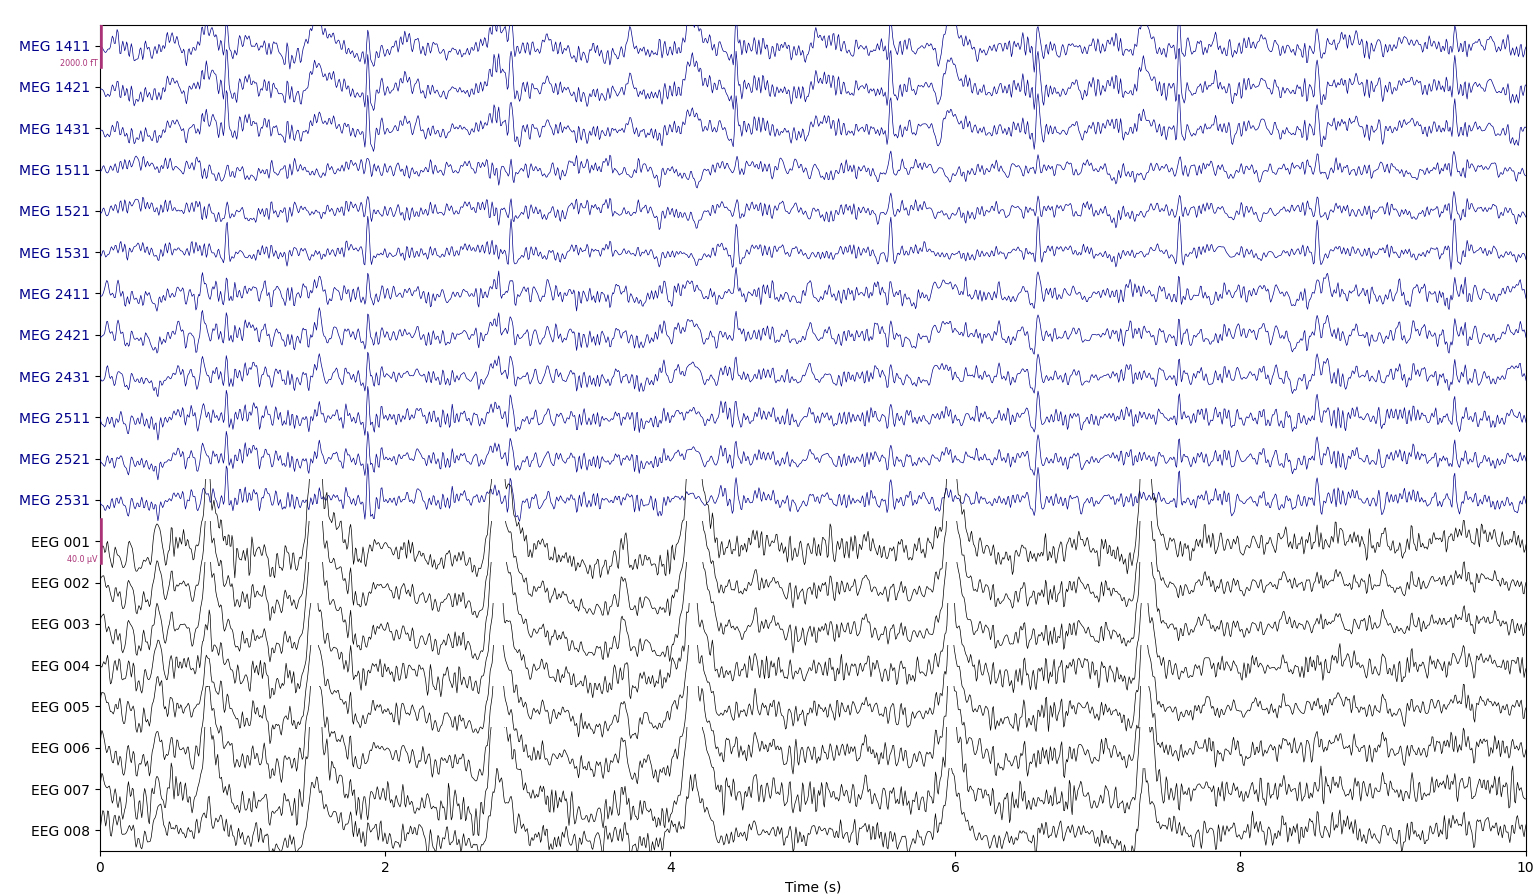 MEG 1411
2000.0 fT
MEG 1421
MEG 1431
MEG 1511
MEG 1521
MEG 1531
MEG 2411
MEG 2421
MEG 2431
MEG 2511
MEG 2521
MEG 2531
EEG 001
40.0 µV
EEG 002
EEG 003
EEG 004
EEG 005
EEG 006
EEG 007
EEG 008
0 2 4 6 8 10
Time (s)